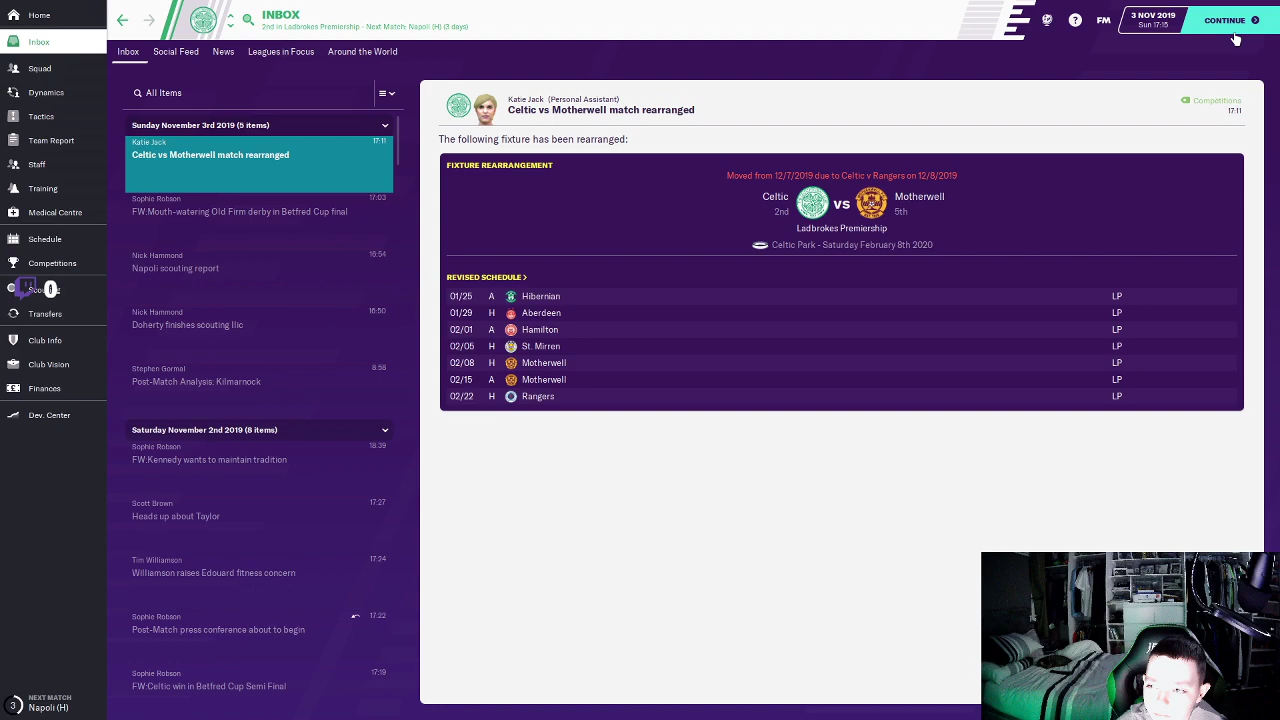 INBOX
2nd in Ladbrokes Premiership - Next Match: Napoli (H) (3 days)
FM
3 NOV 2019
Sun 17:15
CONTINUE
Inbox
Inbox Social Feed News Leagues in Focus Around the World
Dynamics
Tactics
Team Report
Staff
Training
Medical Centre
Schedule
Competitions
Transfers
Club Info
Club Vision
Finances
Dev. Center
3
NEXT MATCH
Napoli (H)
All Items
Sunday November 3rd 2019 (5 items)
Katie Jack 17:11
Celtic vs Motherwell match rearranged
Sophie Robson 17:03
FW:Mouth-watering Old Firm derby in Betfred Cup final
Nick Hammond 16:54
Napoli scouting report
Nick Hammond 16:50
Doherty finishes scouting Ilic
Stephen Gormal 8:58
Post-Match Analysis: Kilmarnock
Saturday November 2nd 2019 (8 items)
Sophie Robson 18:39
FW:Kennedy wants to maintain tradition
Scott Brown 17:27
Heads up about Taylor
Tim Williamson 17:24
Williamson raises Edouard fitness concern
Sophie Robson 17:22
Post-Match press conference about to begin
Sophie Robson 17:19
FW:Celtic win in Betfred Cup Semi Final
Katie Jack (Personal Assistant)
Celtic vs Motherwell match rearranged
Competitions
17:11
The following fixture has been rearranged:
FIXTURE REARRANGEMENT
Moved from 12/7/2019 due to Celtic v Rangers on 12/8/2019
Celtic vs Motherwell
2nd 5th
Ladbrokes Premiership
Celtic Park - Saturday February 8th 2020
REVISED SCHEDULE >
01/25 A Hibernian LP
01/29 H Aberdeen LP
02/01 A Hamilton LP
02/05 H St. Mirren LP
02/08 H Motherwell LP
02/15 A Motherwell LP
02/22 H Rangers LP